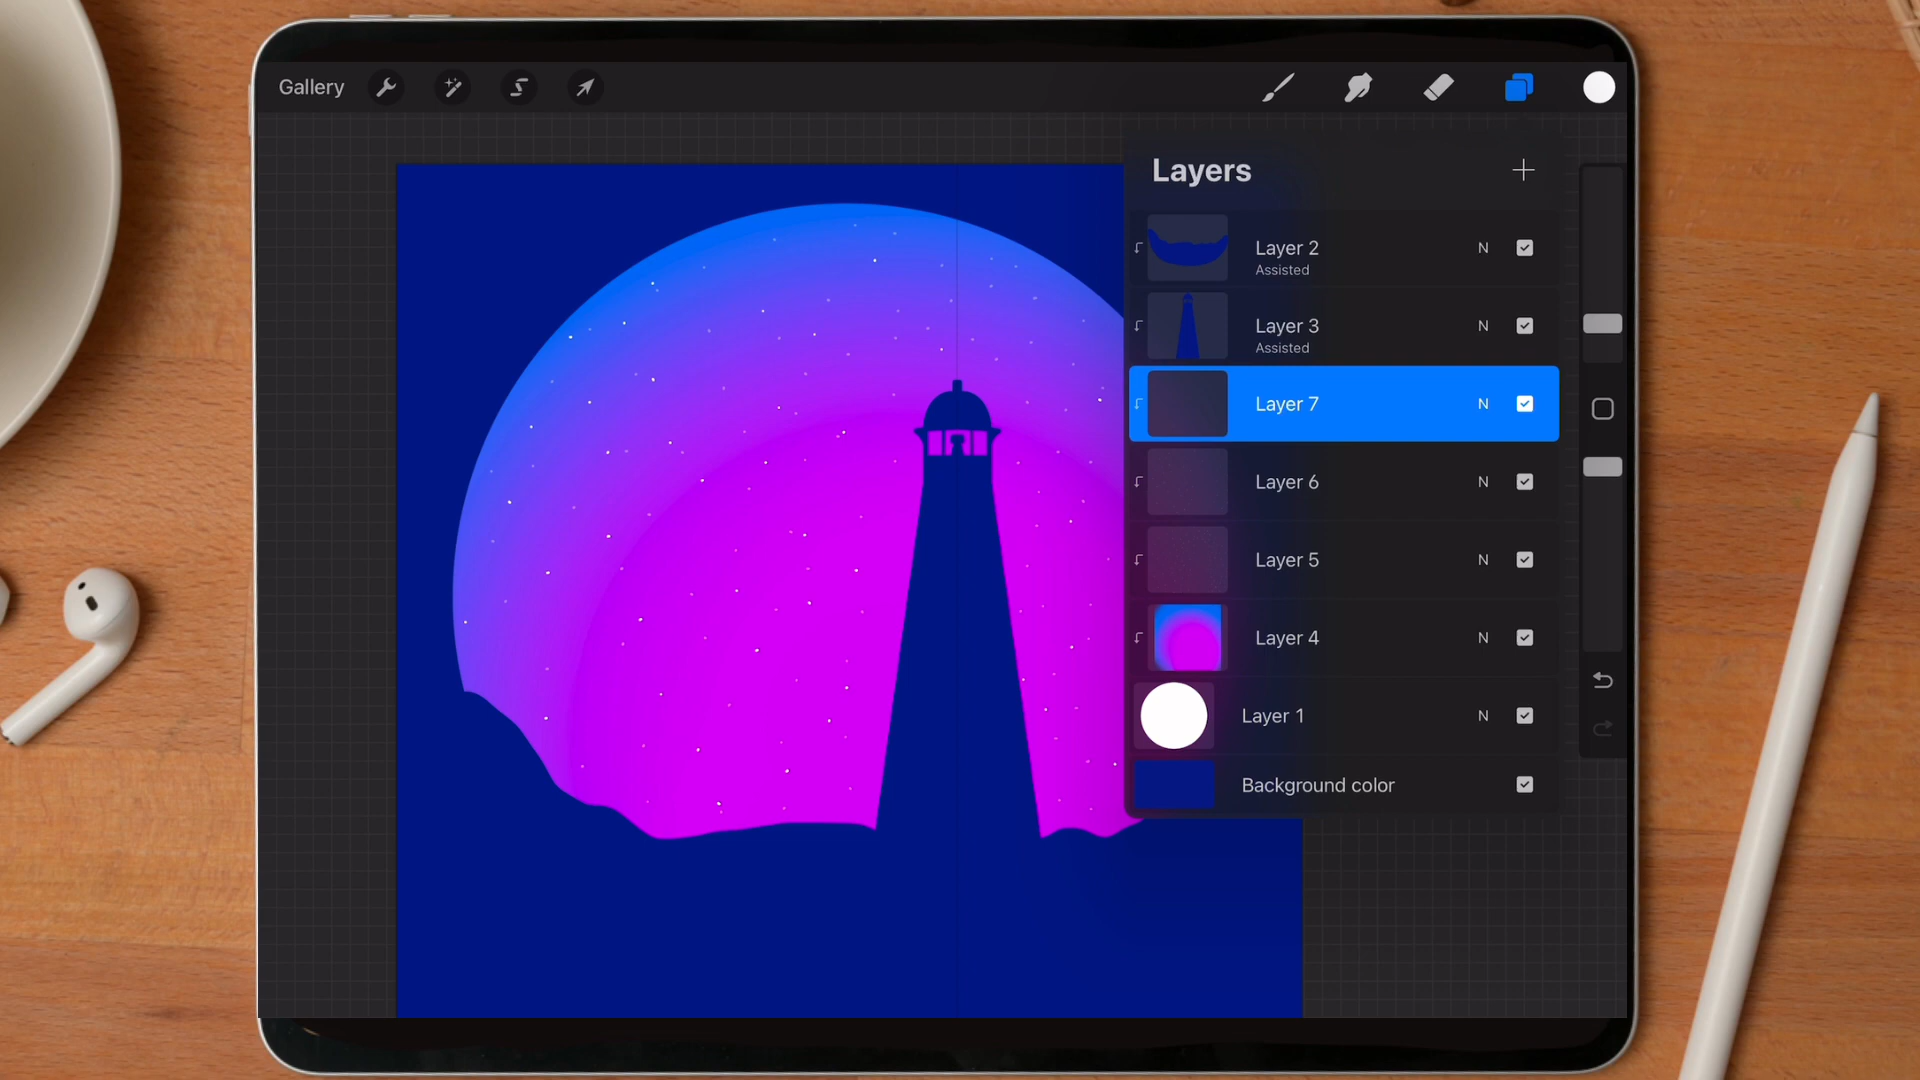 Gallery
Layers
Layer 2
N
Assisted
Layer 3
N
Assisted
Layer 7
N
Layer 6
N
Layer 5
N
Layer 4
N
Layer 1
N
Background color